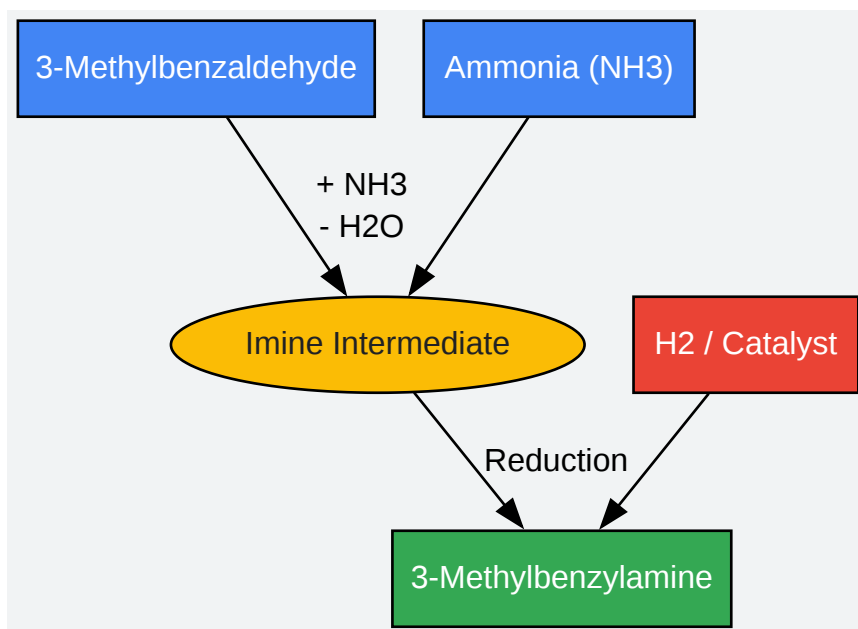 3-Methylbenzaldehyde
Ammonia (NH3)
+ NH3
- H2O
Imine Intermediate
H2 / Catalyst
Reduction
3-Methylbenzylamine